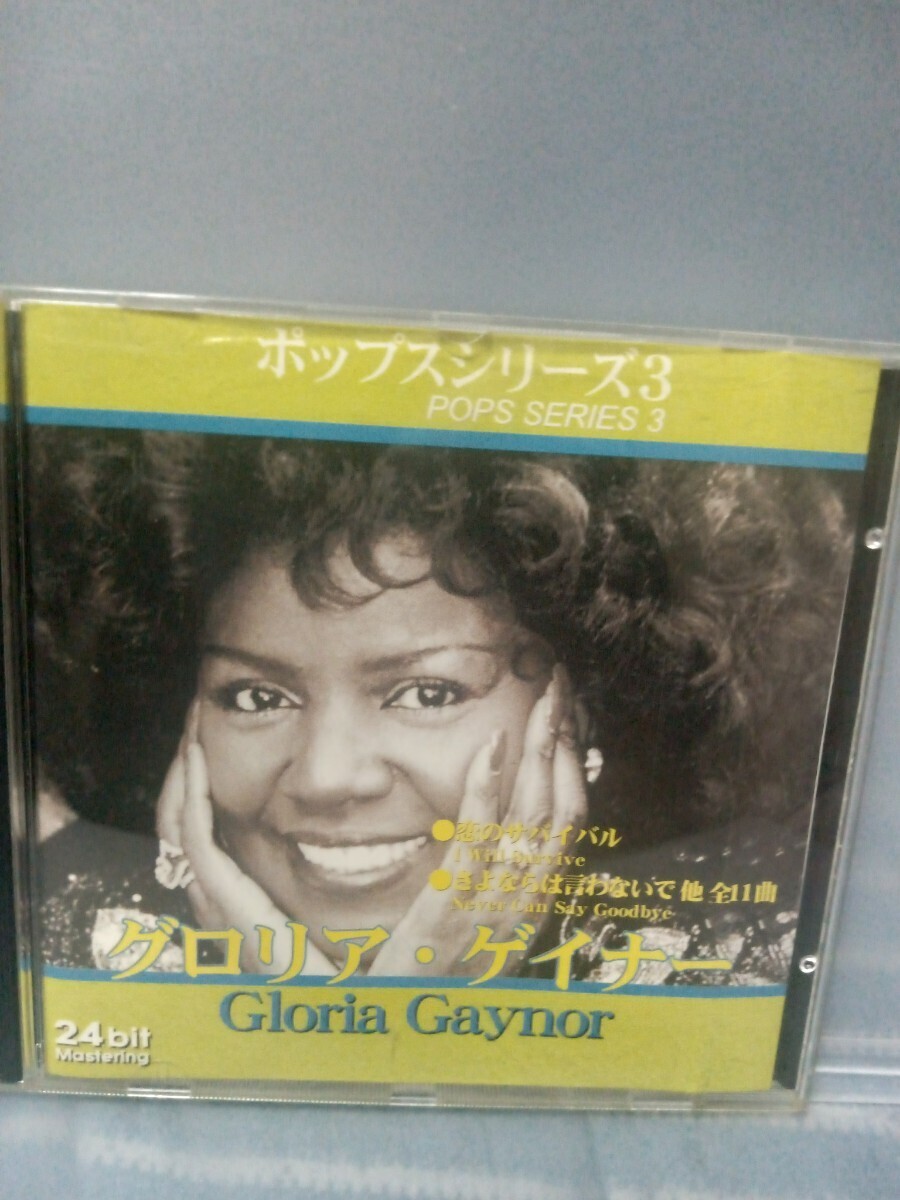 ポップスシリーズ3
POPS SERIES 3
●恋のサバイバル
I Will Survive
●さよならは言わないで 他 全11曲
Never Can Say Goodbye
グロリア・ゲイナー
Gloria Gaynor
24bit
Mastering